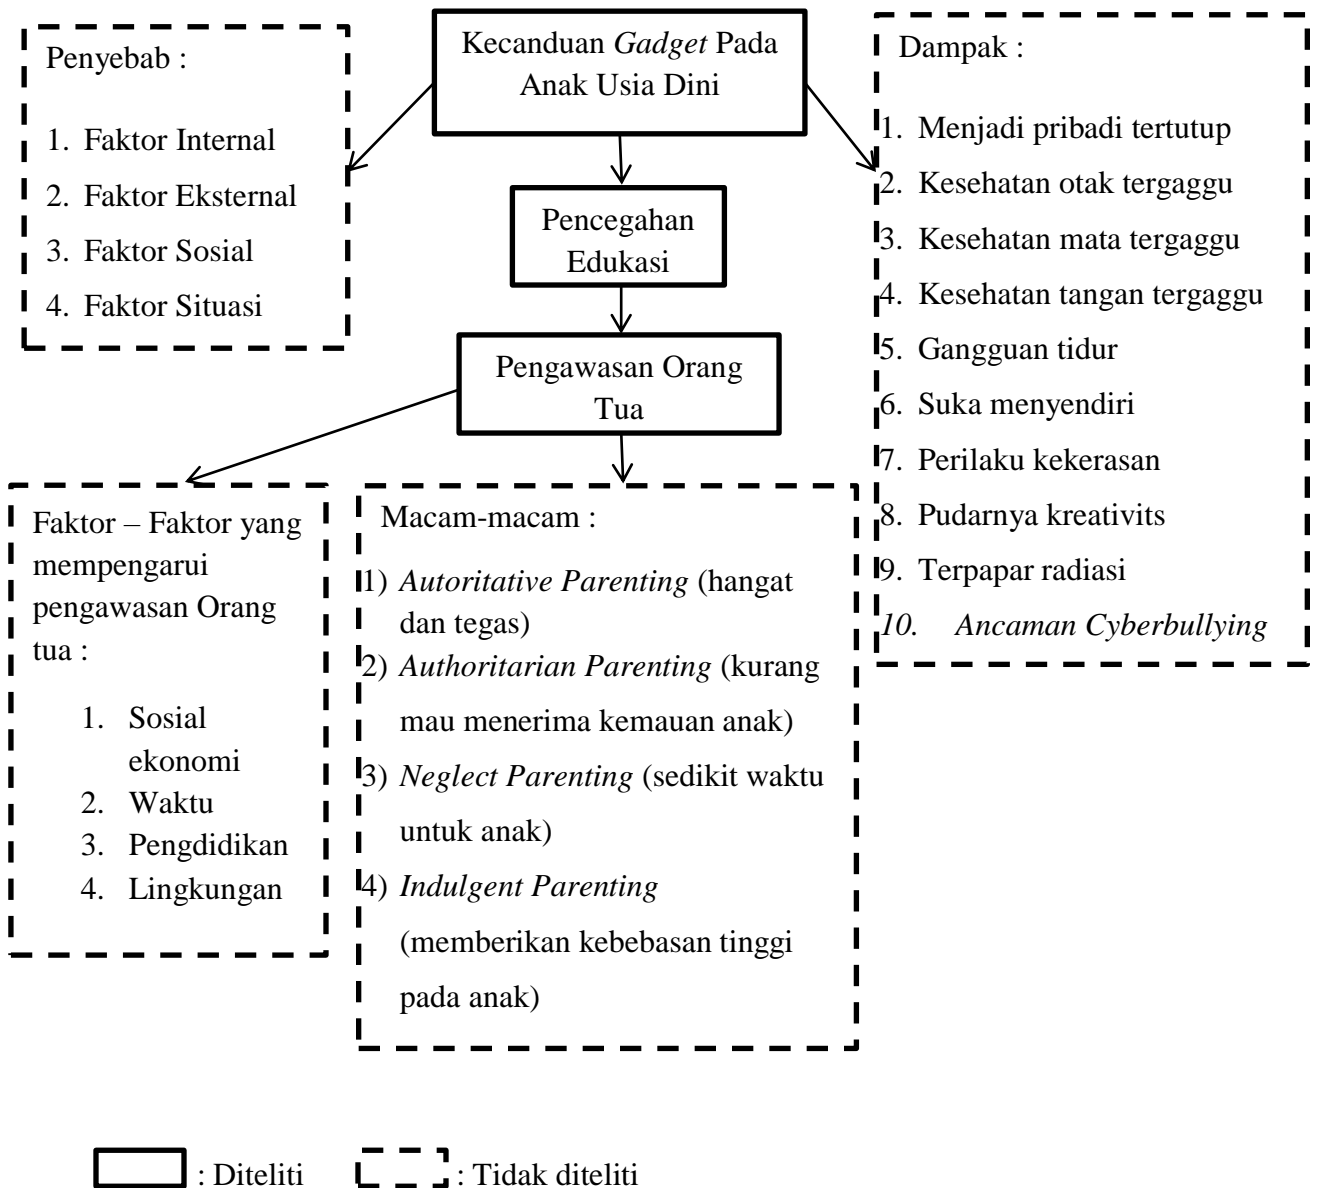 Kecanduan Gadget Pada
Anak Usia Dini
Penyebab :
1. Faktor Internal
2. Faktor Eksternal
3. Faktor Sosial
4. Faktor Situasi
Dampak :
1. Menjadi pribadi tertutup
2. Kesehatan otak tergaggu
3. Kesehatan mata tergaggu
4. Kesehatan tangan tergaggu
5. Gangguan tidur
6. Suka menyendiri
7. Perilaku kekerasan
8. Pudarnya kreativits
9. Terpapar radiasi
10. Ancaman Cyberbullying
Pencegahan
Edukasi
Pengawasan Orang
Tua
Faktor – Faktor yang
mempengarui
pengawasan Orang
tua :
1. Sosial
ekonomi
2. Waktu
3. Pengdidikan
4. Lingkungan
Macam-macam :
1) Autoritative Parenting (hangat
dan tegas)
2) Authoritarian Parenting (kurang
mau menerima kemauan anak)
3) Neglect Parenting (sedikit waktu
untuk anak)
4) Indulgent Parenting
(memberikan kebebasan tinggi
pada anak)
: Diteliti
: Tidak diteliti